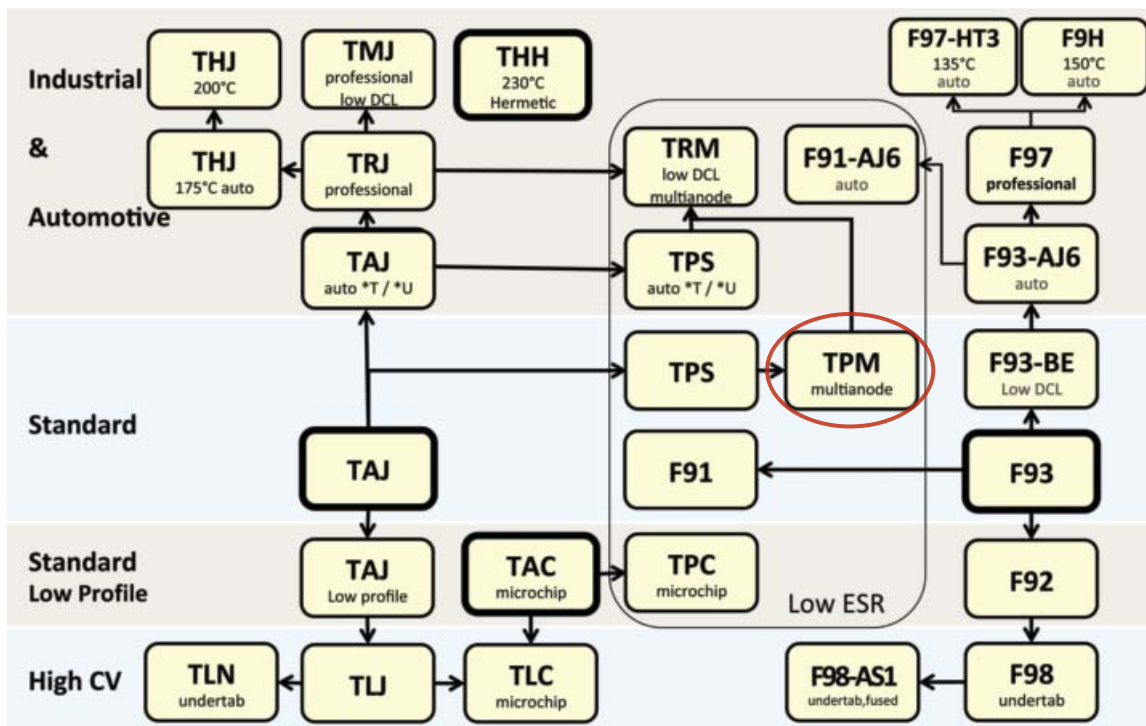 Industrial
&
Automotive
THJ
200°C
TMJ
professional
low DCL
THH
230°C
Hermetic
F97-HT3
135°C
auto
F9H
150°C
auto
THJ
175°C auto
TRJ
professional
TRM
low DCL
multianode
F91-AJ6
auto
F97
professional
TAJ
auto *T / *U
TPS
auto *T / *U
F93-AJ6
auto
Standard
TPS
TPM
multianode
F93-BE
Low DCL
TAJ
F91
F93
Standard
Low Profile
TAJ
Low profile
TAC
microchip
TPC
microchip
Low ESR
F92
High CV
TLN
undertab
TLJ
TLC
microchip
F98-AS1
undertab,fused
F98
undertab